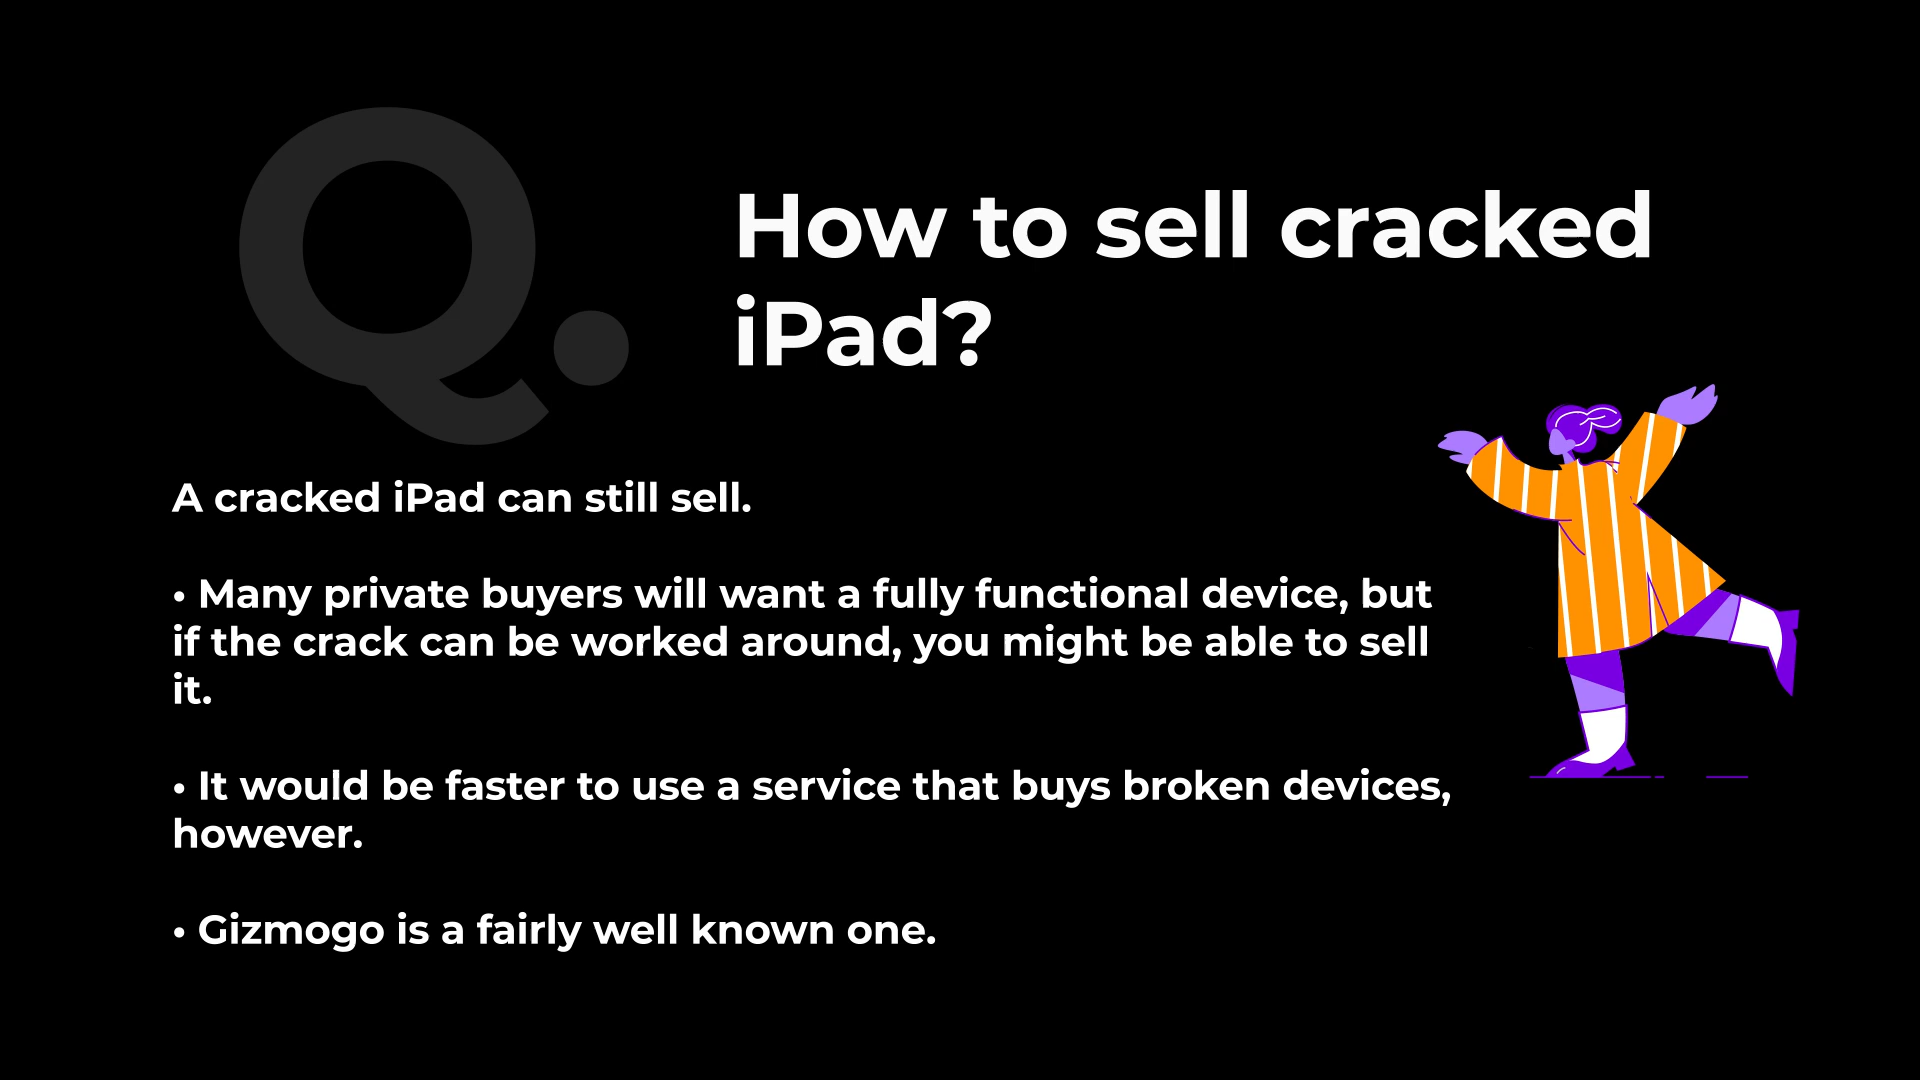 Q.
How to sell cracked
iPad?
A cracked iPad can still sell.
• Many private buyers will want a fully functional device, but
if the crack can be worked around, you might be able to sell
it.
• It would be faster to use a service that buys broken devices,
however.
• Gizmogo is a fairly well known one.